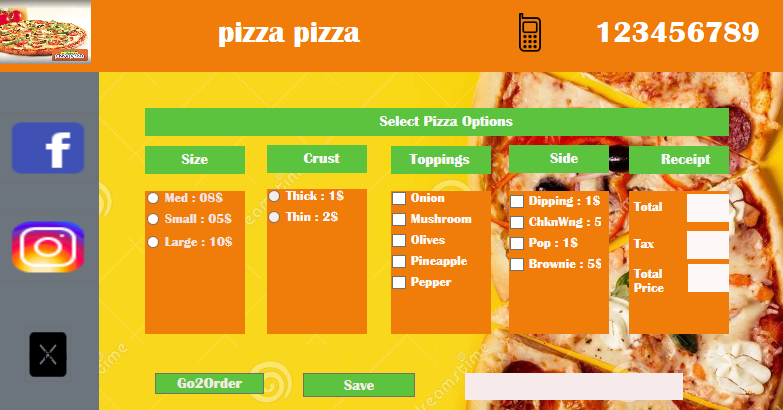 pizza pizza
123456789
Select Pizza Options
Size
Crust
Toppings
Side
Receipt
Med : 08$
Small : 05$
Large : 10$
Thick : 1$
Thin : 2$
Onion
Mushroom
Olives
Pineapple
Pepper
Dipping : 1$
ChknWng : 5
Pop : 1$
Brownie : 5$
Total
Tax
Total
Price
Go2Order
Save
f
X
dreamstime